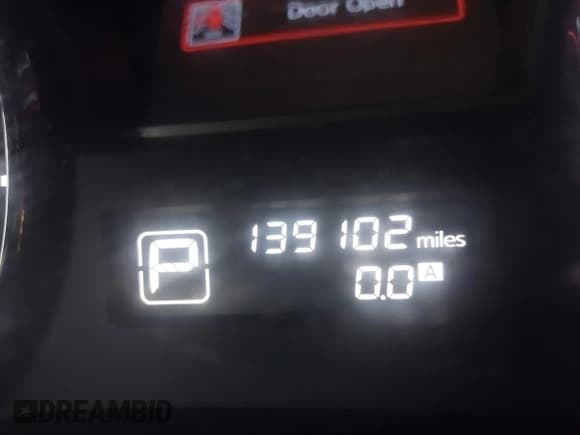 Door Open
P
139102 miles
0.0 A
DREAMBID